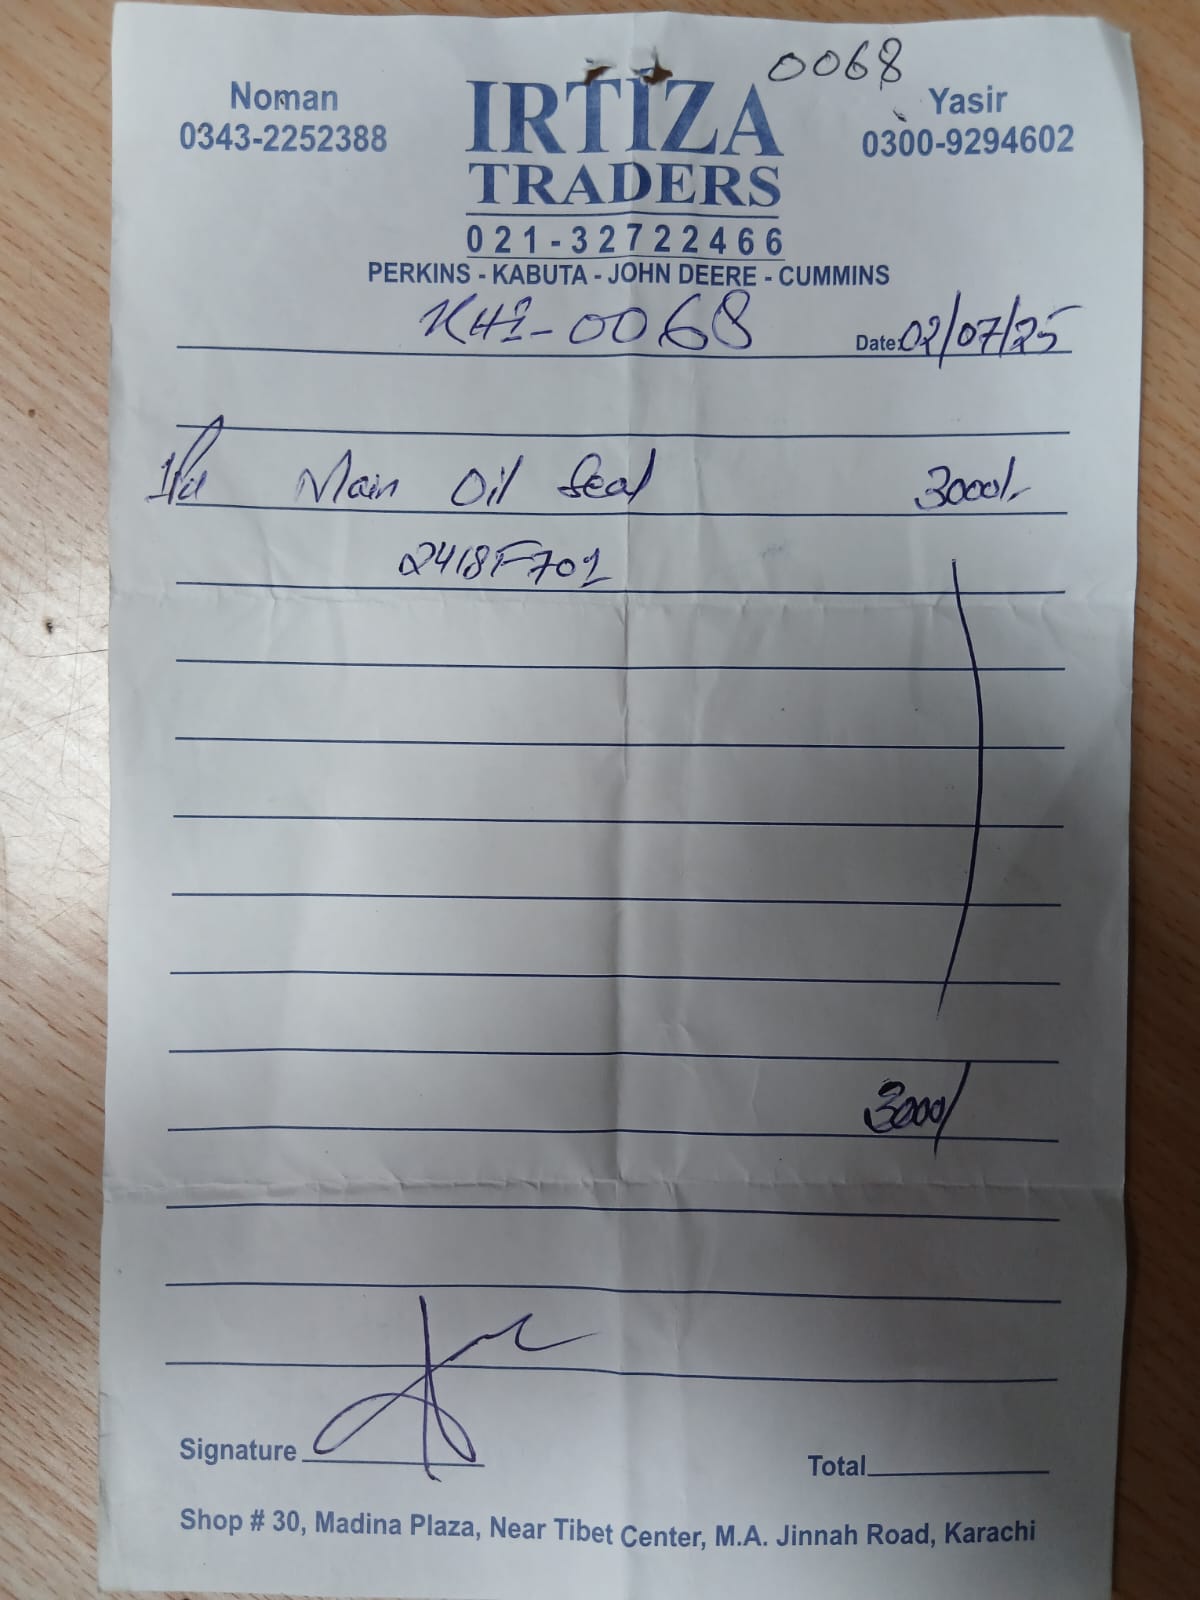 0068
Noman
0343-2252388
IRTIZA
TRADERS
Yasir
0300-9294602
021-32722466
PERKINS - KABUTA - JOHN DEERE - CUMMINS
KHI-0068
Date: 02/07/25
Main Oil Seal 3000/-
2418F701
3000/
Signature
Total
Shop # 30, Madina Plaza, Near Tibet Center, M.A. Jinnah Road, Karachi